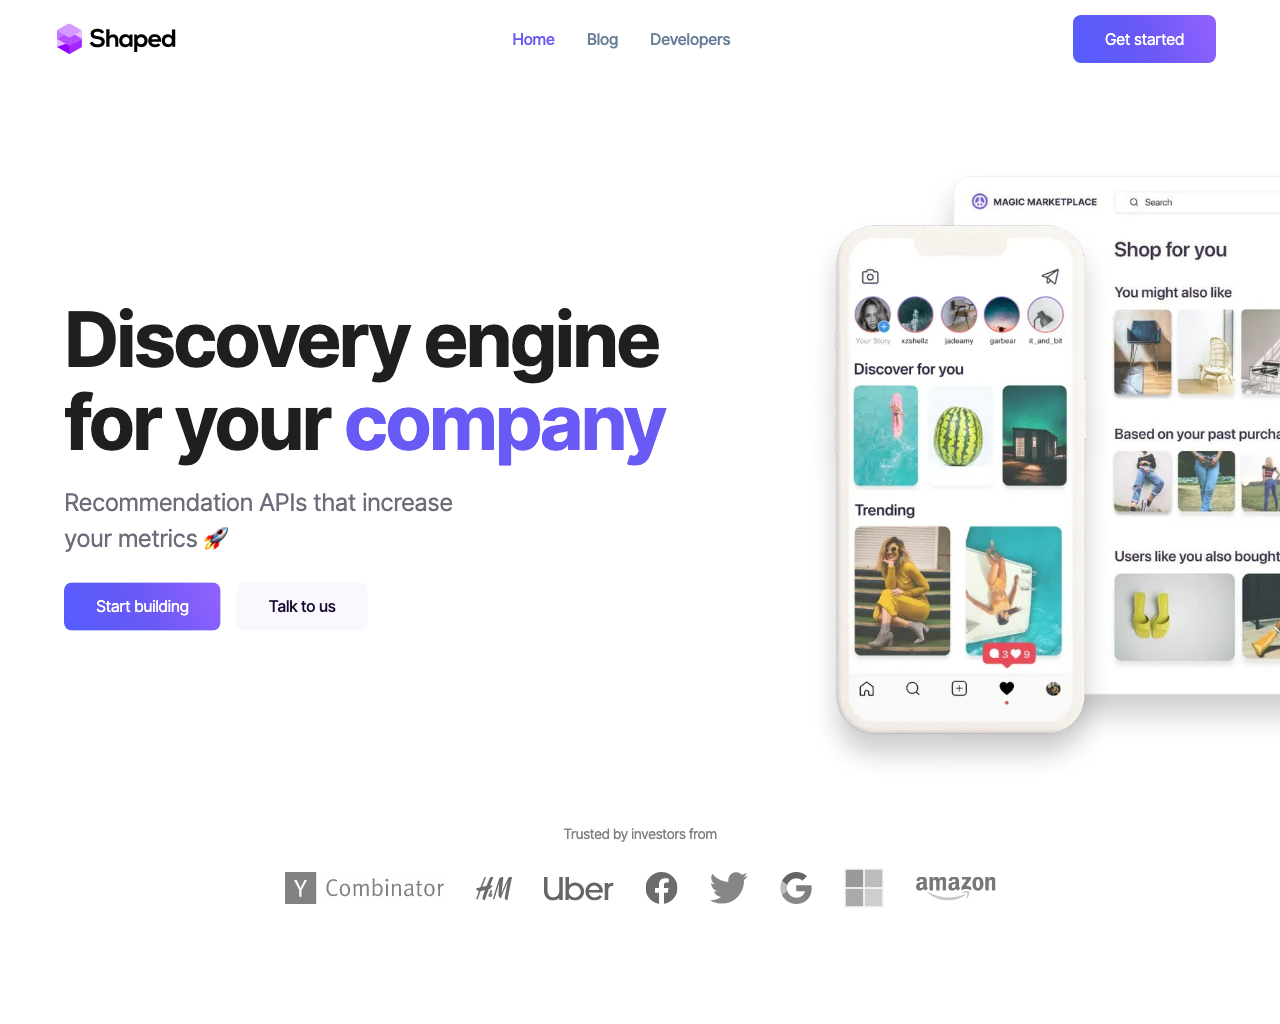 Shaped
Home
Blog
Developers
Get started
Discovery engine
for your company
Recommendation APIs that increase
your metrics 🚀
Start building
Talk to us
MAGIC MARKETPLACE
Search
Shop for you
You might also like
Based on your past purcha
Users like you also bought
Your Story
xzshellz
jadeamy
garbear
it_and_bit
Discover for you
Trending
3
9
Trusted by investors from
Y Combinator
H&M
Uber
amazon